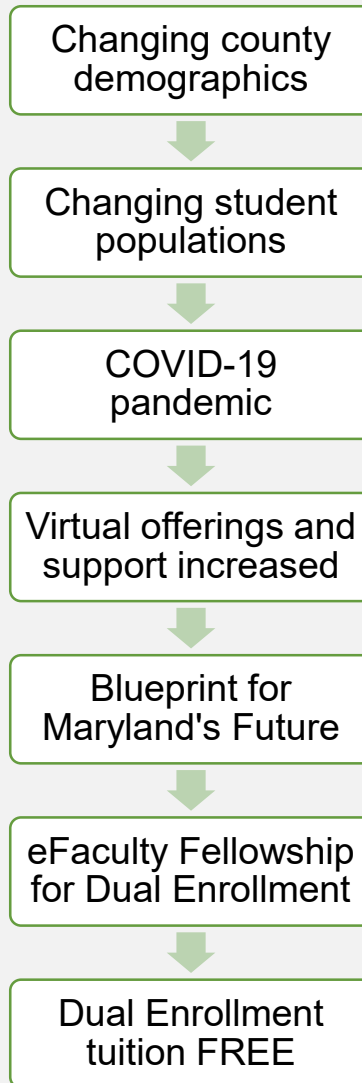 Changing county
demographics
Changing student
populations
COVID-19
pandemic
Virtual offerings and
support increased
Blueprint for
Maryland's Future
eFaculty Fellowship
for Dual Enrollment
Dual Enrollment
tuition FREE